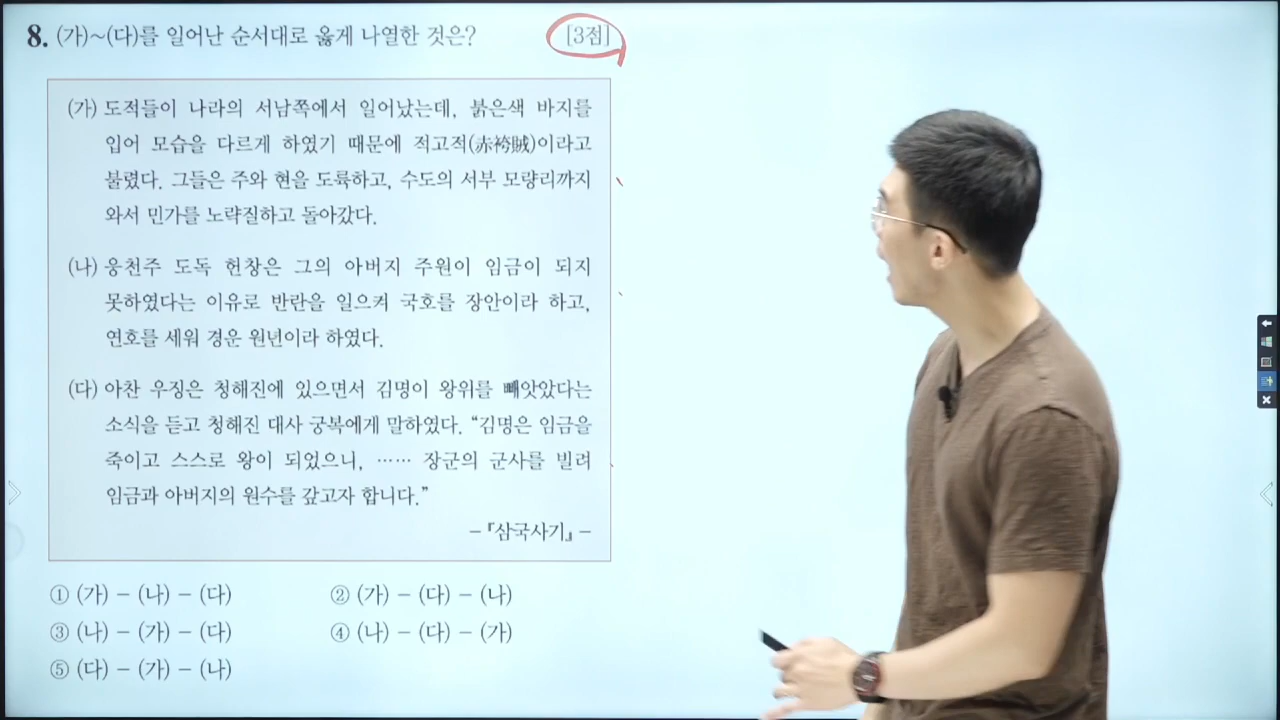 8. (가)~(다)를 일어난 순서대로 옳게 나열한 것은? [3점]
(가) 도적들이 나라의 서남쪽에서 일어났는데, 붉은색 바지를
입어 모습을 다르게 하였기 때문에 적고적(赤袴賊)이라고
불렸다. 그들은 주와 현을 도륙하고, 수도의 서부 모량리까지
와서 민가를 노략질하고 돌아갔다.
(나) 웅천주 도독 헌창은 그의 아버지 주원이 임금이 되지
못하였다는 이유로 반란을 일으켜 국호를 장안이라 하고,
연호를 세워 경운 원년이라 하였다.
(다) 아찬 우징은 청해진에 있으면서 김명이 왕위를 빼앗았다는
소식을 듣고 청해진 대사 궁복에게 말하였다. “김명은 임금을
죽이고 스스로 왕이 되었으니, …… 장군의 군사를 빌려
임금과 아버지의 원수를 갚고자 합니다.”
－『삼국사기』－
① (가) － (나) － (다)
② (가) － (다) － (나)
③ (나) － (가) － (다)
④ (나) － (다) － (가)
⑤ (다) － (가) － (나)